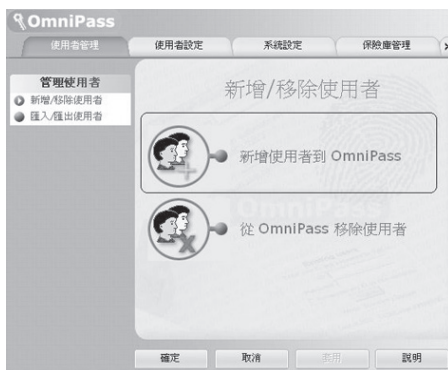 OmniPass
使用者管理
使用者設定
系統設定
保險庫管理
管理使用者
新增/移除使用者
匯入/匯出使用者
新增/移除使用者
新增使用者到 OmniPass
從 OmniPass 移除使用者
確定
取消
套用
說明